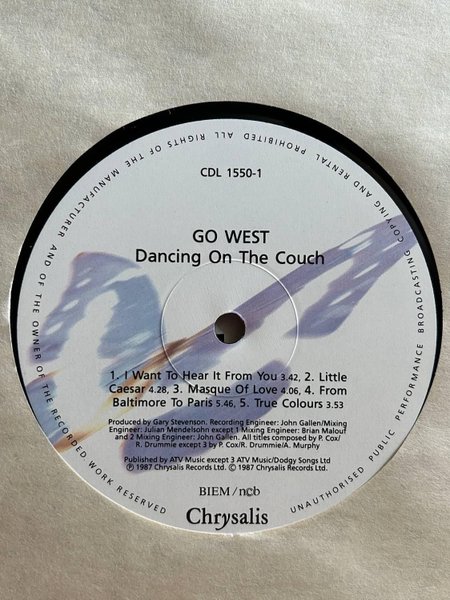 CDL 1550-1
GO WEST
Dancing On The Couch
1. I Want To Hear It From You 3.42, 2. Little
Caesar 4.28, 3. Masque Of Love 4.06, 4. From
Baltimore To Paris 5.46, 5. True Colours 3.53
Produced by Gary Stevenson. Recording Engineer: John Gallen/Mixing
Engineer: Julian Mendelsohn except 1 Mixing Engineer: Brian Malouf
and 2 Mixing Engineer: John Gallen. All titles composed by P. Cox/
R. Drummie except 3 by P. Cox/R. Drummie/A. Murphy
Published by ATV Music except 3 ATV Music/Dodgy Songs Ltd
Ⓟ 1987 Chrysalis Records Ltd. © 1987 Chrysalis Records Ltd.
BIEM/ncb
Chrysalis
ALL RIGHTS OF THE MANUFACTURER AND OF THE OWNER OF THE RECORDED WORK RESERVED
UNAUTHORISED PUBLIC PERFORMANCE BROADCASTING COPYING AND RENTAL PROHIBITED